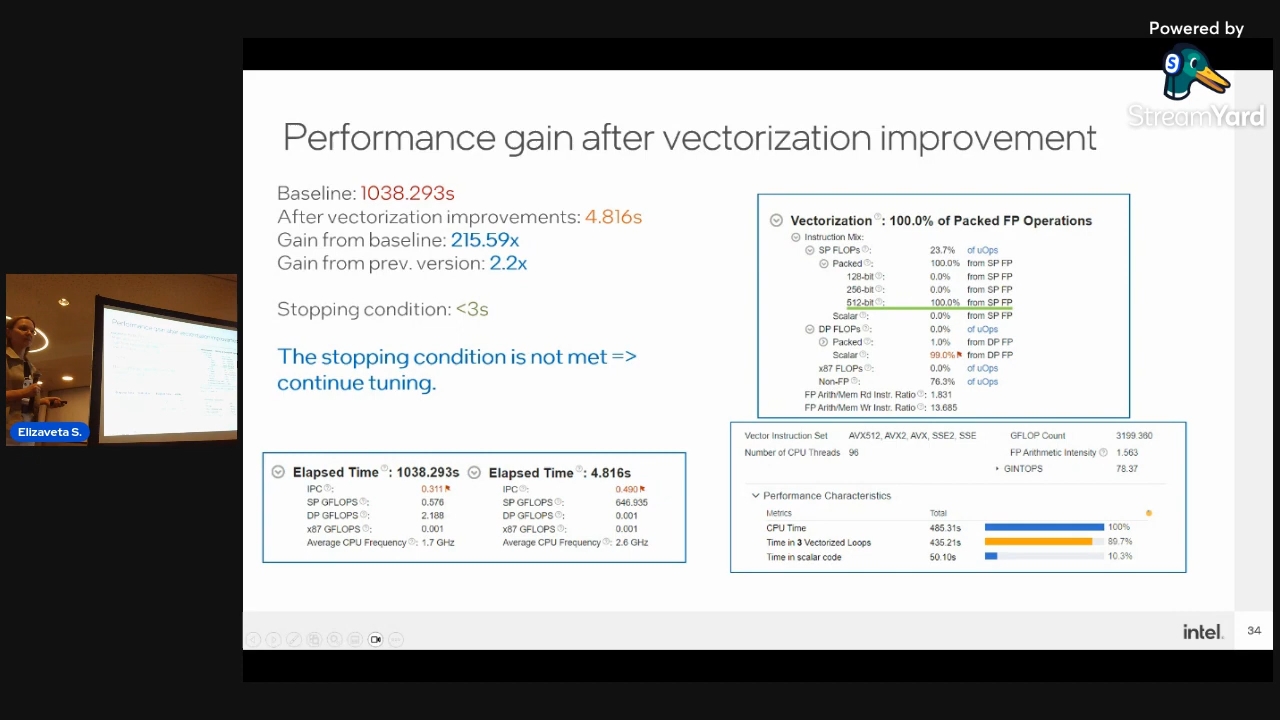 Powered by
StreamYard
Performance gain after vectorization improvement
Baseline: 1038.293s
After vectorization improvements: 4.816s
Gain from baseline: 215.59x
Gain from prev. version: 2.2x
Stopping condition: <3s
The stopping condition is not met =>
continue tuning.
Vectorization: 100.0% of Packed FP Operations
Instruction Mix:
SP FLOPs: 23.7% of uOps
Packed: 100.0% from SP FP
128-bit: 0.0% from SP FP
256-bit: 0.0% from SP FP
512-bit: 100.0% from SP FP
Scalar: 0.0% from SP FP
DP FLOPs: 0.0% of uOps
Packed: 1.0% from DP FP
Scalar: 99.0% from DP FP
x87 FLOPs: 0.0% of uOps
Non-FP: 76.3% of uOps
FP Arith/Mem Rd Instr. Ratio: 1.831
FP Arith/Mem Wr Instr. Ratio: 13.685
Vector Instruction Set AVX512, AVX2, AVX, SSE2, SSE GFLOP Count 3199.360
Number of CPU Threads 96 FP Arithmetic Intensity 1.563
GINTOPS 78.37
Performance Characteristics
Metrics Total
CPU Time 485.31s 100%
Time in 3 Vectorized Loops 435.21s 89.7%
Time in scalar code 50.10s 10.3%
Elapsed Time: 1038.293s Elapsed Time: 4.816s
IPC: 0.311 IPC: 0.490
SP GFLOPS: 0.576 SP GFLOPS: 646.935
DP GFLOPS: 2.188 DP GFLOPS: 0.001
x87 GFLOPS: 0.001 x87 GFLOPS: 0.001
Average CPU Frequency: 1.7 GHz Average CPU Frequency: 2.6 GHz
Elizaveta S.
intel. 34